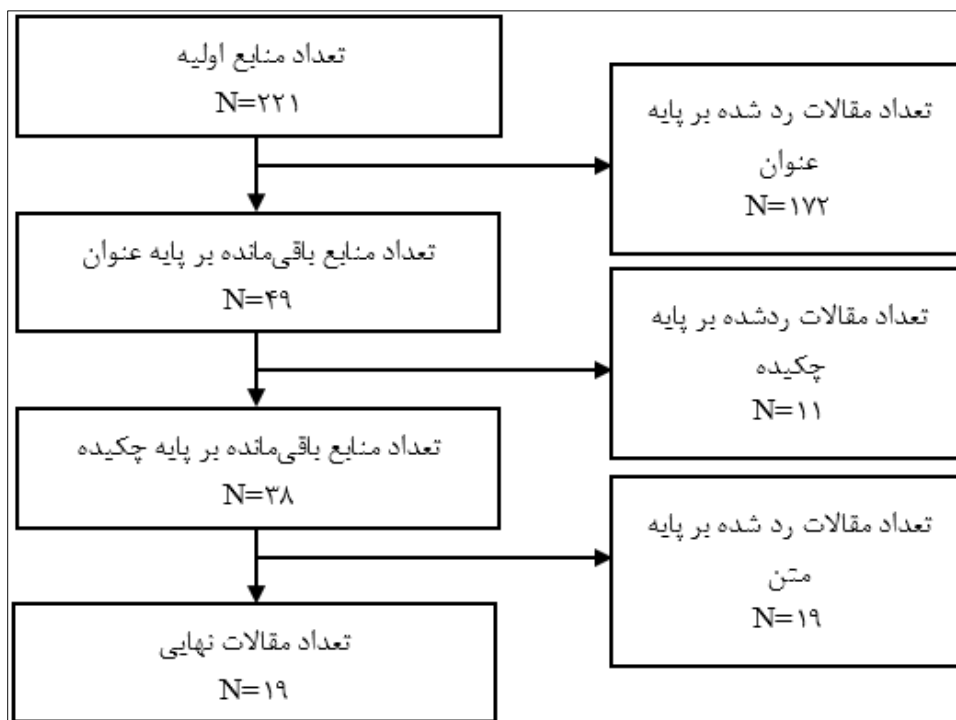 تعداد منابع اولیه
N=۲۲۱
تعداد مقالات رد شده بر پایه
عنوان
N=۱۷۲
تعداد منابع باقی‌مانده بر پایه عنوان
N=۴۹
تعداد مقالات ردشده بر پایه
چکیده
N=۱۱
تعداد منابع باقی‌مانده بر پایه چکیده
N=۳۸
تعداد مقالات رد شده بر پایه
متن
N=۱۹
تعداد مقالات نهایی
N=۱۹